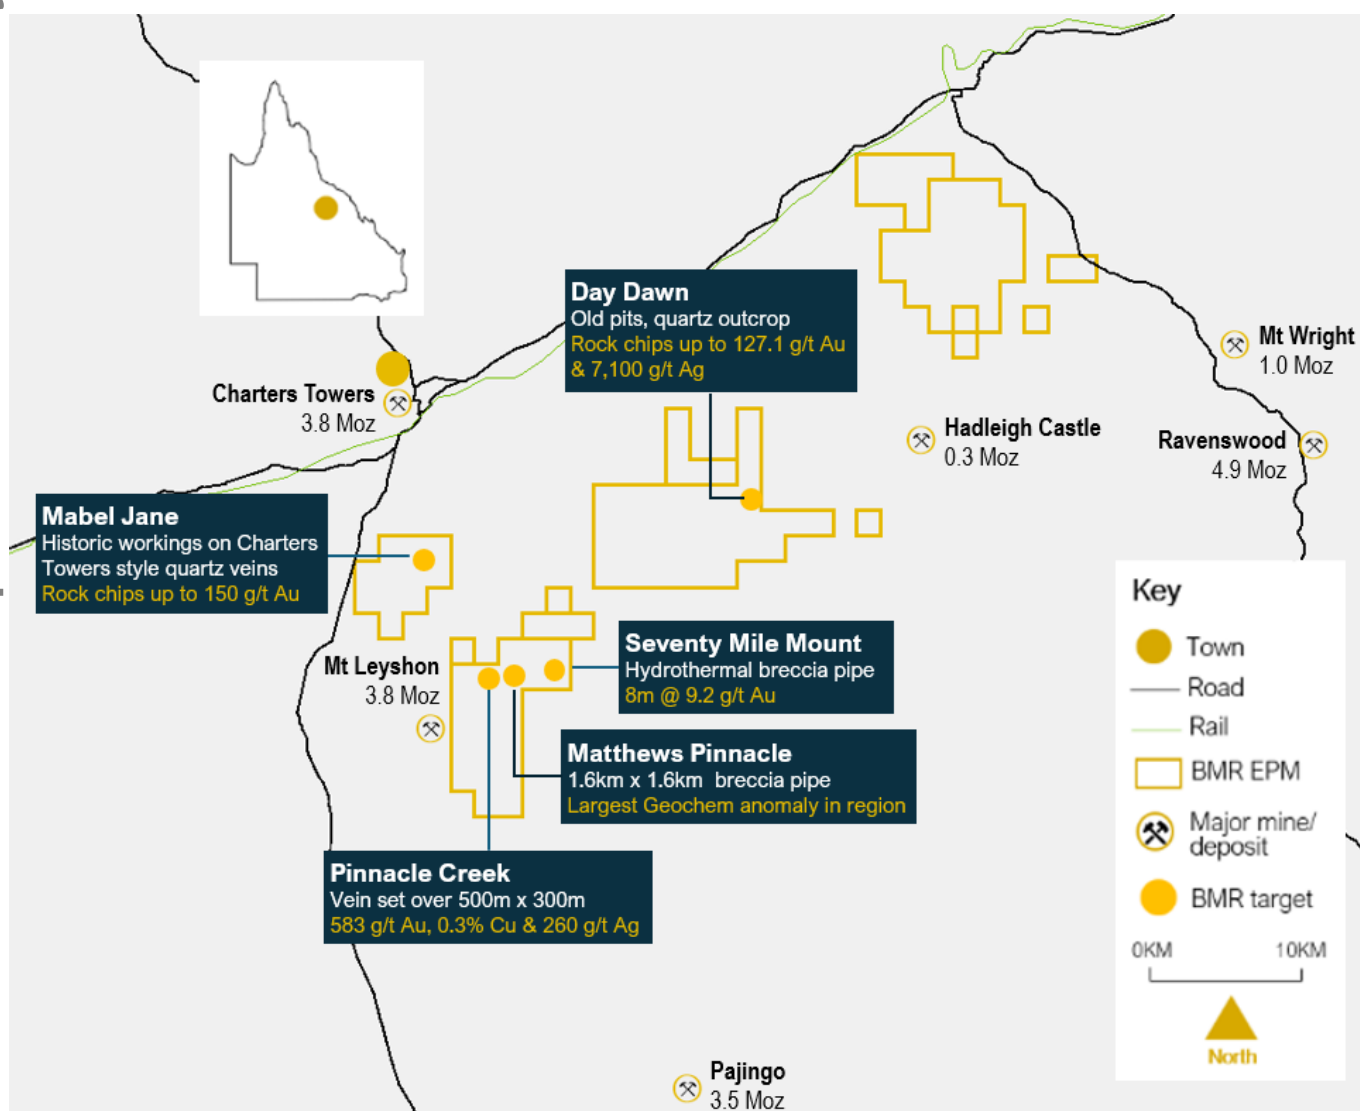 Day Dawn
Old pits, quartz outcrop
Rock chips up to 127.1 g/t Au
& 7,100 g/t Ag
Mt Wright
1.0 Moz
Charters Towers
3.8 Moz
Hadleigh Castle
0.3 Moz
Ravenswood
4.9 Moz
Mabel Jane
Historic workings on Charters
Towers style quartz veins
Rock chips up to 150 g/t Au
Seventy Mile Mount
Hydrothermal breccia pipe
8m @ 9.2 g/t Au
Mt Leyshon
3.8 Moz
Matthews Pinnacle
1.6km x 1.6km breccia pipe
Largest Geochem anomaly in region
Pinnacle Creek
Vein set over 500m x 300m
583 g/t Au, 0.3% Cu & 260 g/t Ag
Pajingo
3.5 Moz
Key
Town
Road
Rail
BMR EPM
Major mine/
deposit
BMR target
0KM 10KM
North